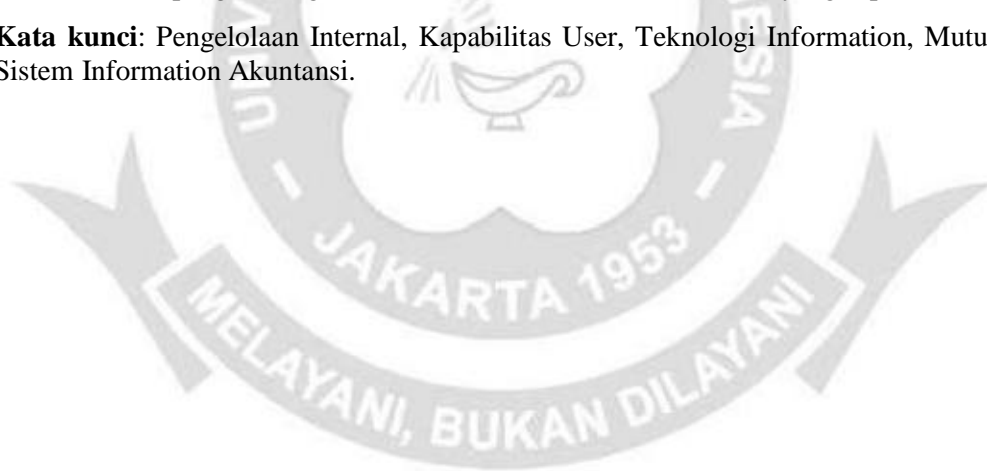 Kata kunci: Pengelolaan Internal, Kapabilitas User, Teknologi Information, Mutu
Sistem Information Akuntansi.
JAKARTA 1953
MELAYANI, BUKAN DILAYANI